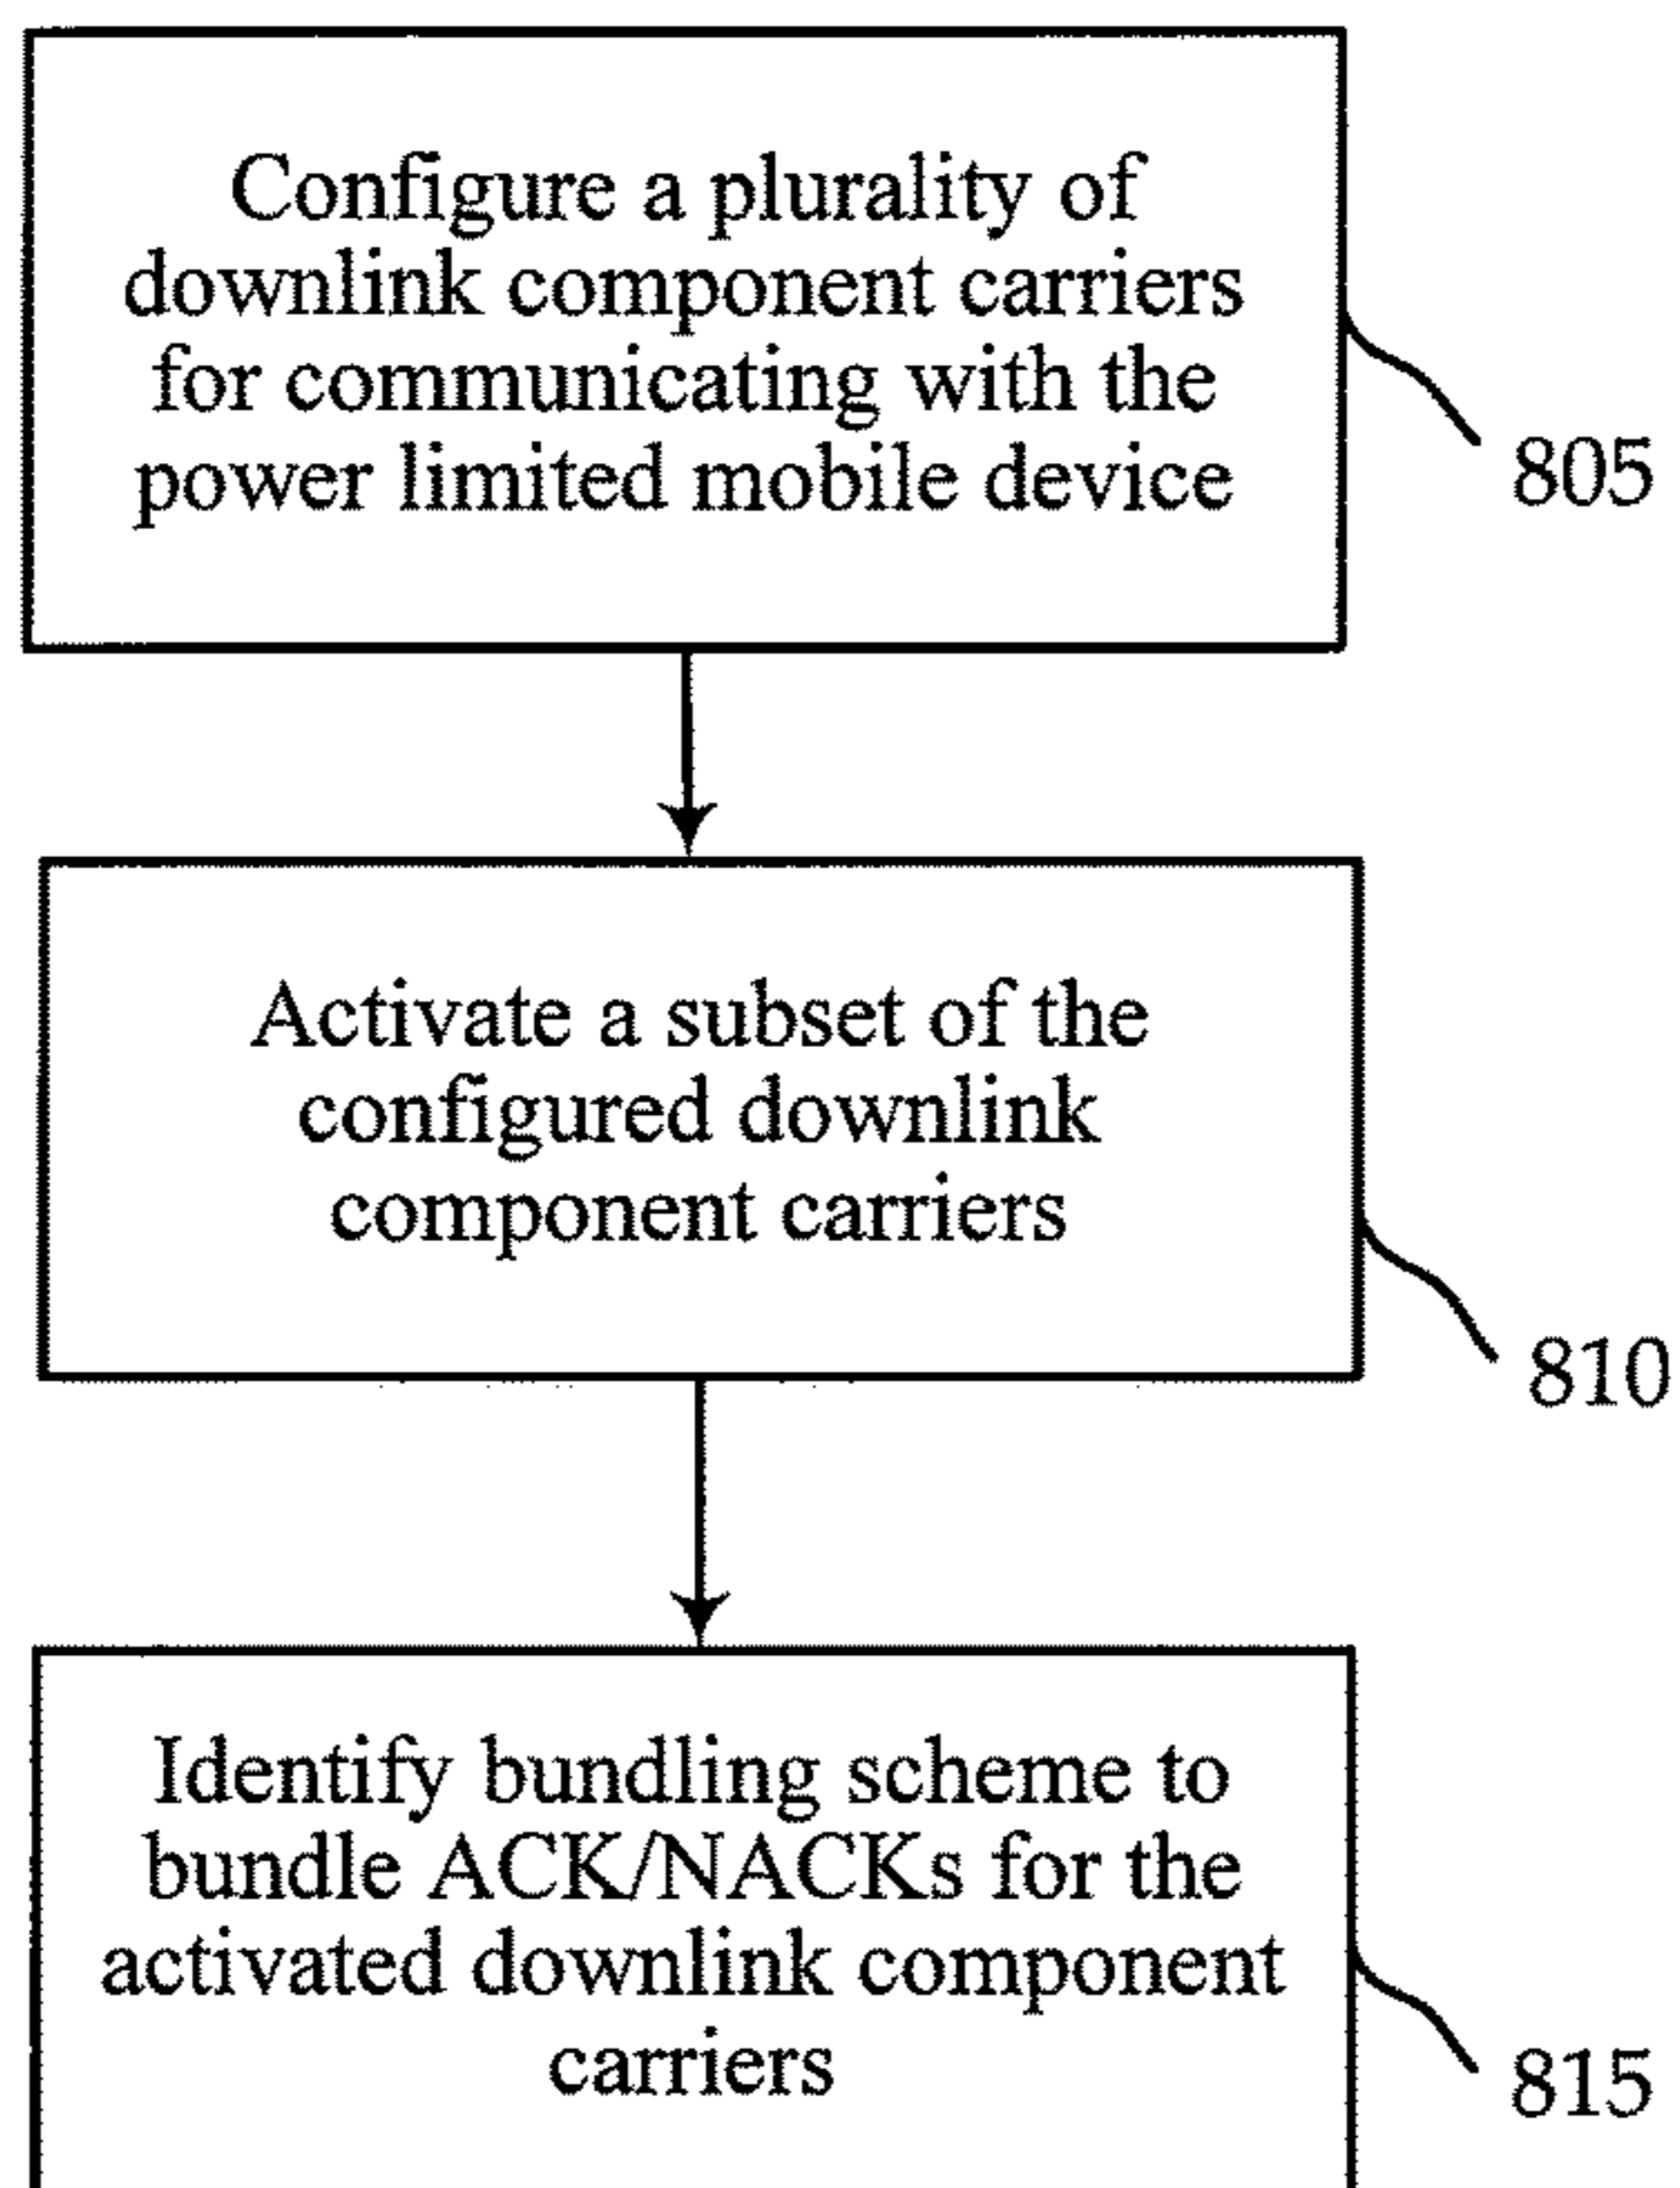 Configure a plurality of
downlink component carriers
for communicating with the
power limited mobile device
805
Activate a subset of the
configured downlink
component carriers
810
Identify bundling scheme to
bundle ACK/NACKs for the
activated downlink component
carriers
815